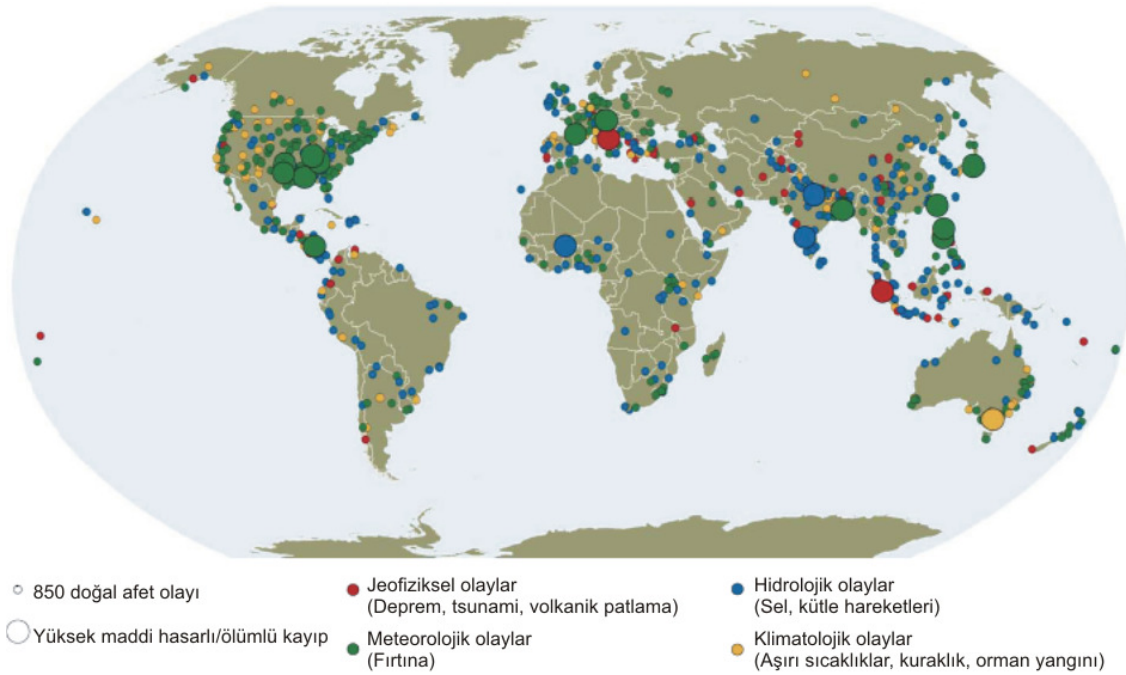 850 doğal afet olayı
Yüksek maddi hasarlı/ölümlü kayıp
Jeofiziksel olaylar
(Deprem, tsunami, volkanik patlama)
Meteorolojik olaylar
(Fırtına)
Hidrolojik olaylar
(Sel, kütle hareketleri)
Klimatolojik olaylar
(Aşırı sıcaklıklar, kuraklık, orman yangını)